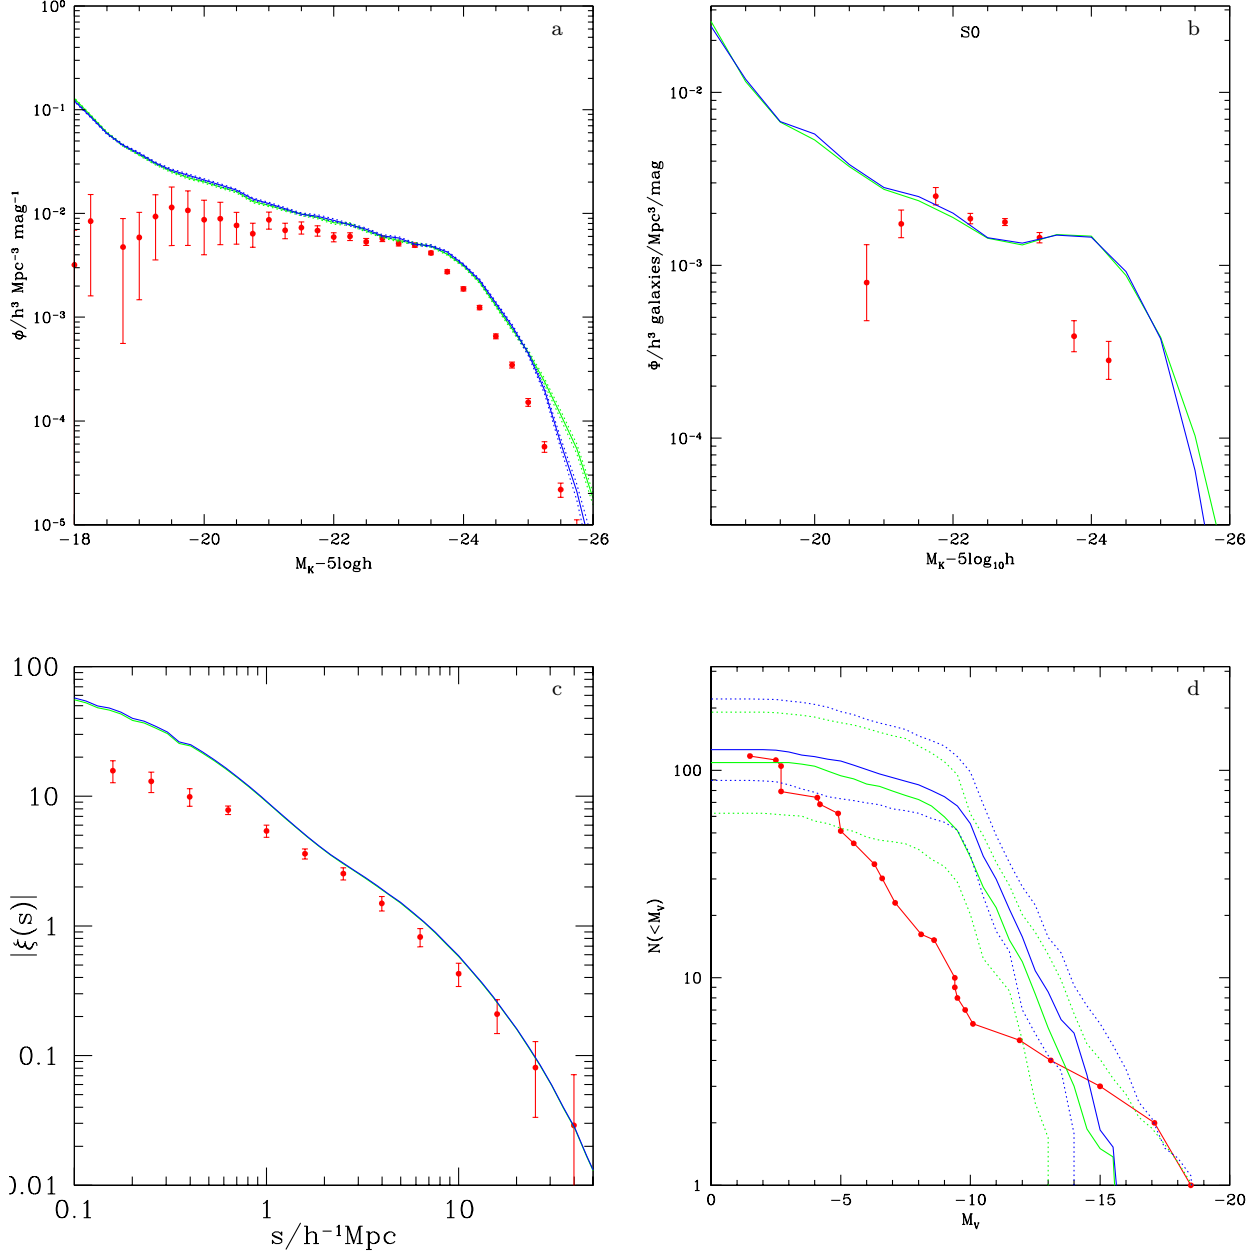 a
10⁰
10⁻¹
10⁻²
10⁻³
10⁻⁴
10⁻⁵
ϕ/h³ Mpc⁻³ mag⁻¹
−18
−20
−22
−24
−26
M_K−5logh
b
S0
10⁻²
10⁻³
10⁻⁴
Φ/h³ galaxies/Mpc³/mag
−20
−22
−24
−26
M_K−5log₁₀h
c
100
10
1
0.1
0.01
|ξ(s)|
0.1
1
10
s/h⁻¹Mpc
d
100
10
1
N(<M_V)
0
−5
−10
−15
−20
M_V